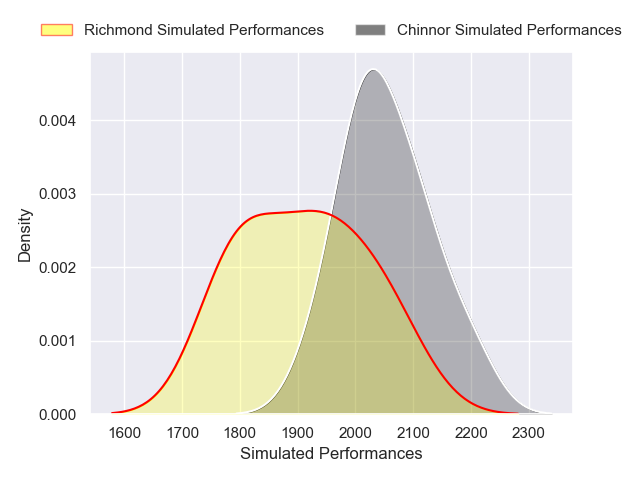 Richmond Simulated Performances Chinnor Simulated Performances
0.004
0.003
0.002
0.001
0.000
Density
1600 1700 1800 1900 2000 2100 2200 2300
Simulated Performances